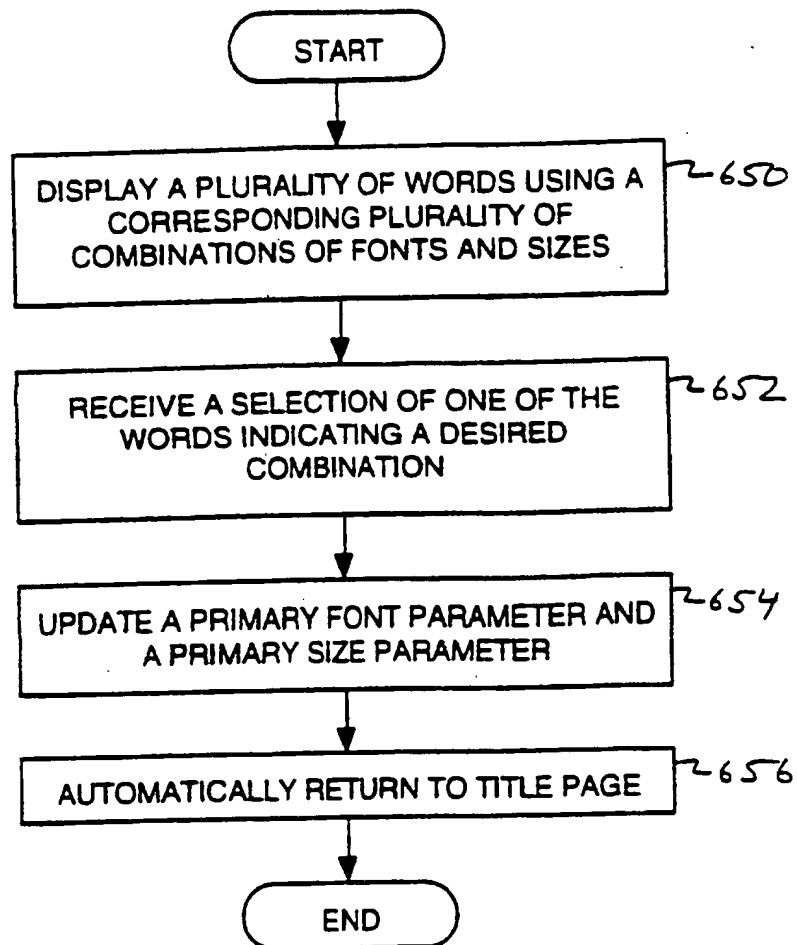 START
DISPLAY A PLURALITY OF WORDS USING A
CORRESPONDING PLURALITY OF
COMBINATIONS OF FONTS AND SIZES
650
RECEIVE A SELECTION OF ONE OF THE
WORDS INDICATING A DESIRED
COMBINATION
652
UPDATE A PRIMARY FONT PARAMETER AND
A PRIMARY SIZE PARAMETER
654
AUTOMATICALLY RETURN TO TITLE PAGE
656
END